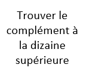 Trouver le
complément à
la dizaine
supérieure